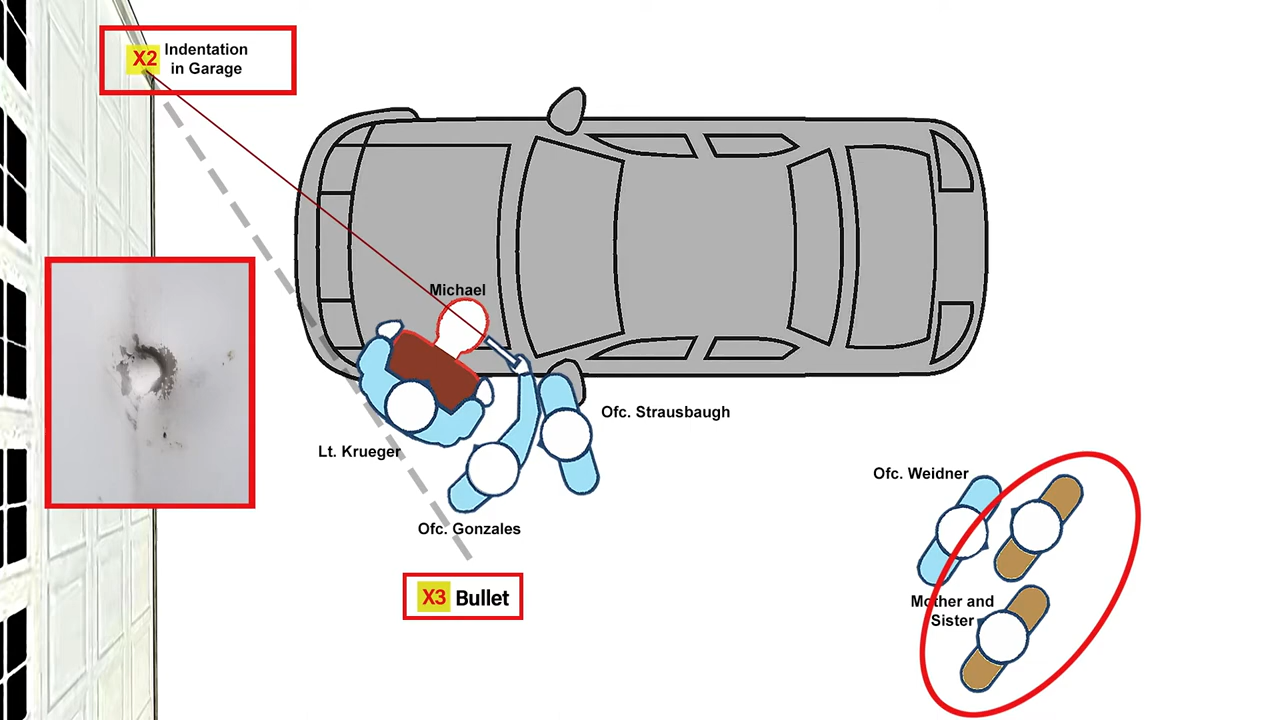 X2 Indentation
in Garage
Michael
Ofc. Strausbaugh
Lt. Krueger
Ofc. Weidner
Ofc. Gonzales
X3 Bullet
Mother and
Sister